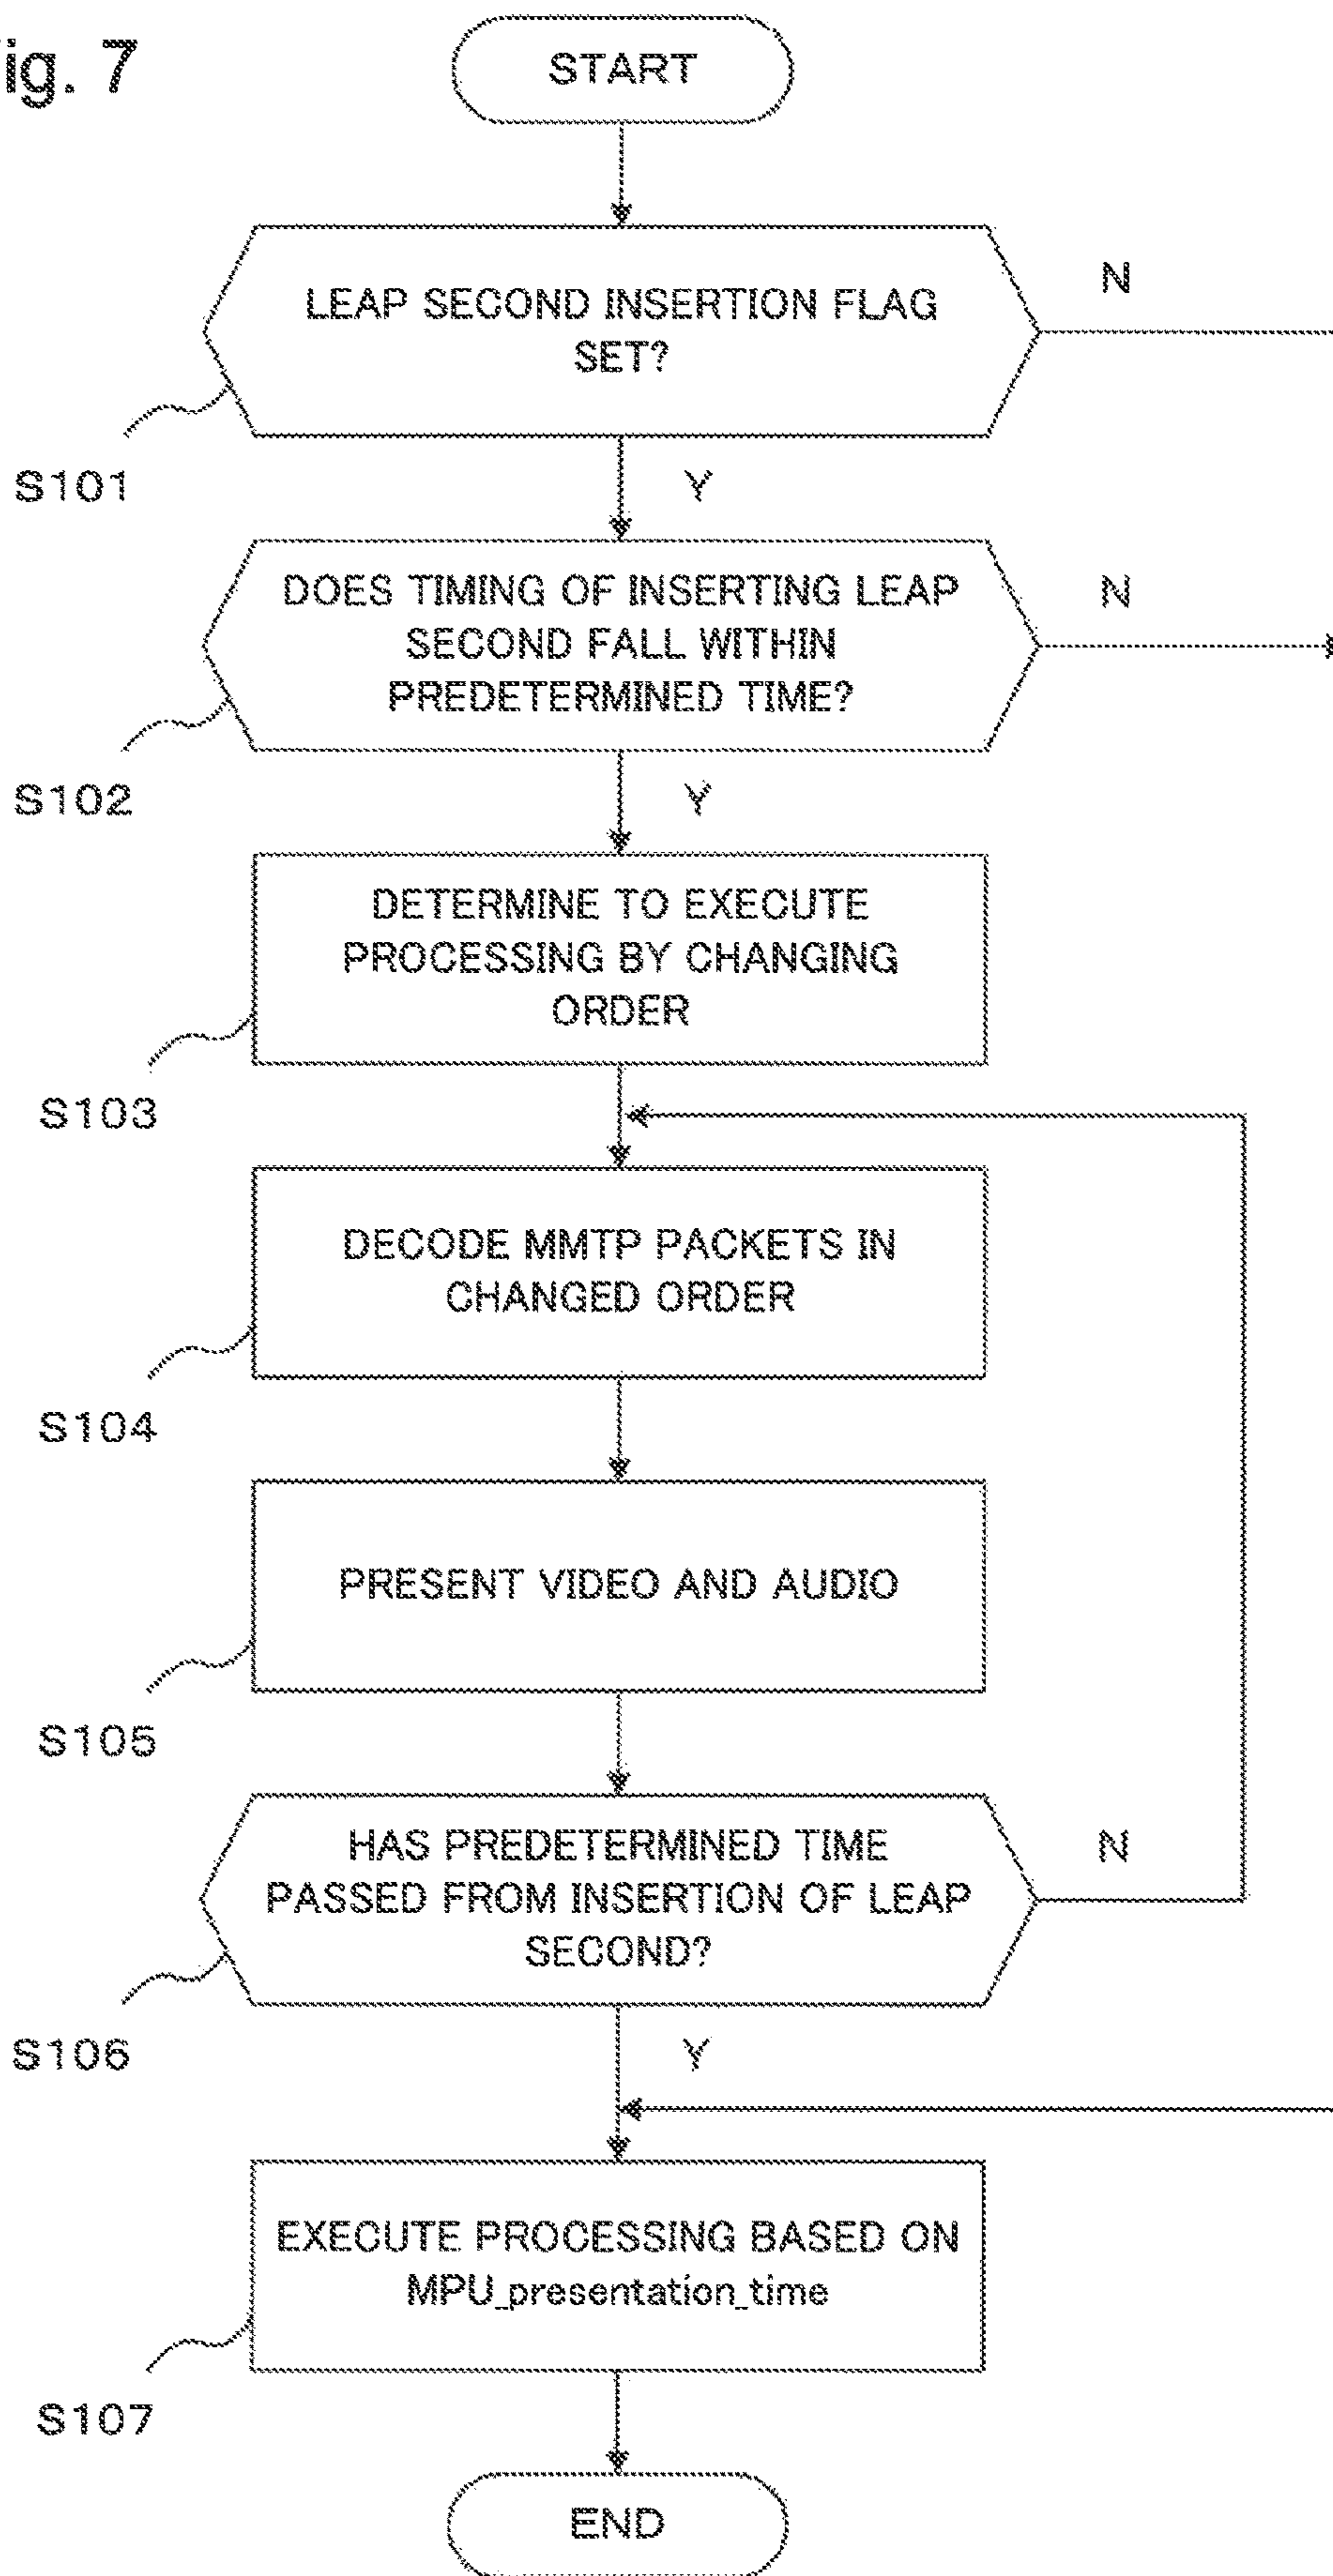 ig. 7
START
LEAP SECOND INSERTION FLAG
SET?
N
S101
Y
DOES TIMING OF INSERTING LEAP
SECOND FALL WITHIN
PREDETERMINED TIME?
N
S102
Y
DETERMINE TO EXECUTE
PROCESSING BY CHANGING
ORDER
S103
DECODE MMTP PACKETS IN
CHANGED ORDER
S104
PRESENT VIDEO AND AUDIO
S105
HAS PREDETERMINED TIME
PASSED FROM INSERTION OF LEAP
SECOND?
N
S106
Y
EXECUTE PROCESSING BASED ON
MPU_presentation_time
S107
END